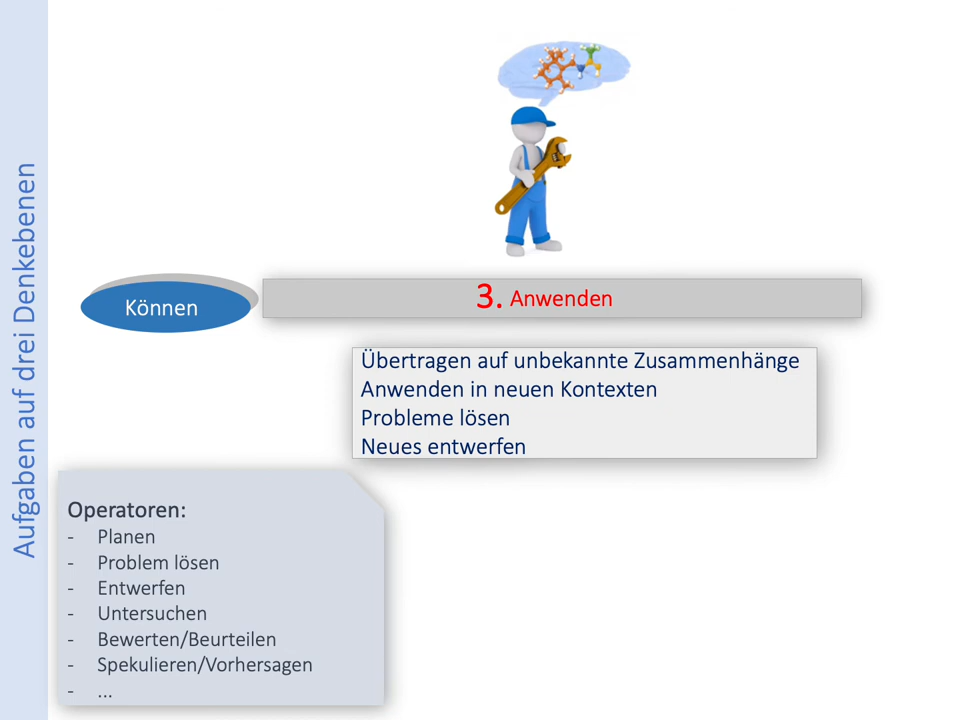 Aufgaben auf drei Denkebenen
Können
3. Anwenden
Übertragen auf unbekannte Zusammenhänge
Anwenden in neuen Kontexten
Probleme lösen
Neues entwerfen
Operatoren:
- Planen
- Problem lösen
- Entwerfen
- Untersuchen
- Bewerten/Beurteilen
- Spekulieren/Vorhersagen
- ...